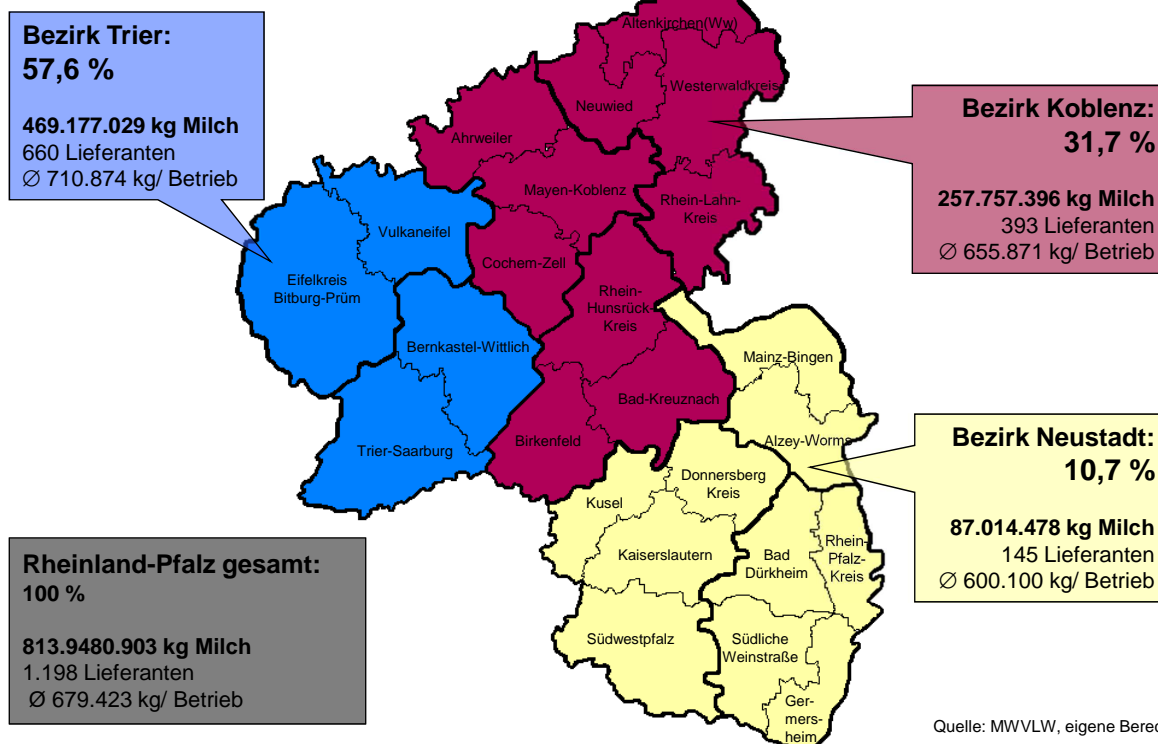 Bezirk Trier:
57,6 %
469.177.029 kg Milch
660 Lieferanten
∅ 710.874 kg/ Betrieb
Altenkirchen(Ww)
Westerwaldkreis
Neuwied
Ahrweiler
Mayen-Koblenz
Rhein-Lahn-
Kreis
Vulkaneifel
Cochem-Zell
Eifelkreis
Bitburg-Prüm
Rhein-
Hunsrück-
Kreis
Bernkastel-Wittlich
Mainz-Bingen
Bad-Kreuznach
Birkenfeld
Alzey-Worms
Trier-Saarburg
Donnersberg
Kreis
Kusel
Kaiserslautern
Bad
Dürkheim
Rhein-
Pfalz-
Kreis
Südwestpfalz
Südliche
Weinstraße
Ger-
mers-
heim
Bezirk Koblenz:
31,7 %
257.757.396 kg Milch
393 Lieferanten
∅ 655.871 kg/ Betrieb
Bezirk Neustadt:
10,7 %
87.014.478 kg Milch
145 Lieferanten
∅ 600.100 kg/ Betrieb
Rheinland-Pfalz gesamt:
100 %
813.9480.903 kg Milch
1.198 Lieferanten
∅ 679.423 kg/ Betrieb
Quelle: MWVLW, eigene Bere